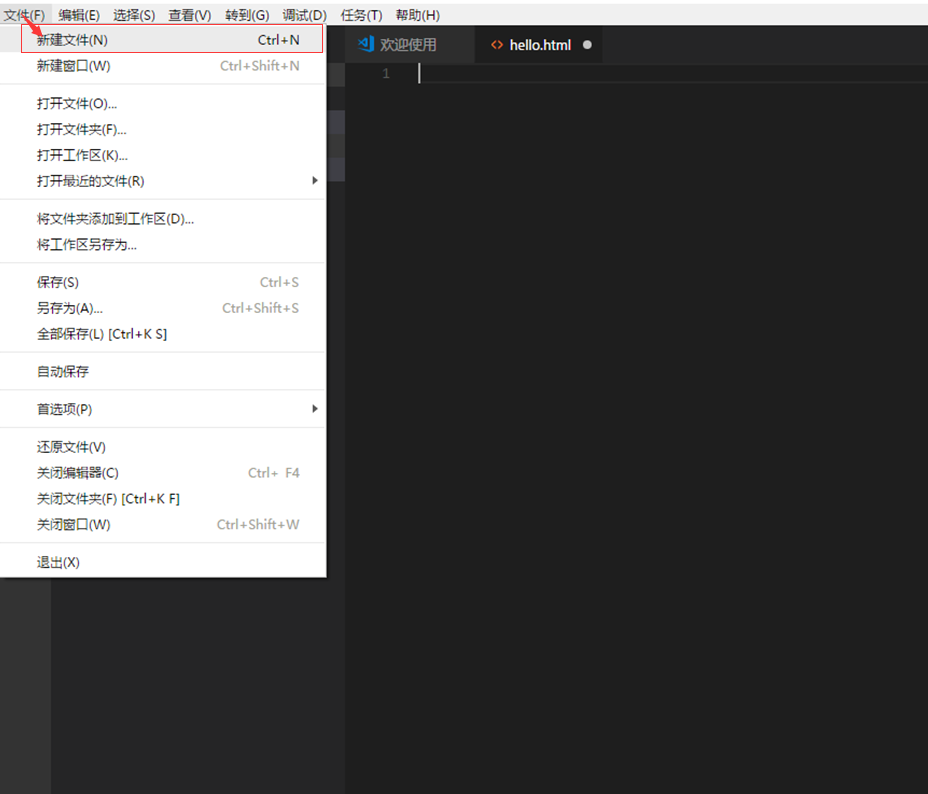 文件(F) 编辑(E) 选择(S) 查看(V) 转到(G) 调试(D) 任务(T) 帮助(H)
新建文件(N) Ctrl+N
新建窗口(W) Ctrl+Shift+N
打开文件(O)...
打开文件夹(F)...
打开工作区(K)...
打开最近的文件(R)
将文件夹添加到工作区(D)...
将工作区另存为...
保存(S) Ctrl+S
另存为(A)... Ctrl+Shift+S
全部保存(L) [Ctrl+K S]
自动保存
首选项(P)
还原文件(V)
关闭编辑器(C) Ctrl+ F4
关闭文件夹(F) [Ctrl+K F]
关闭窗口(W) Ctrl+Shift+W
退出(X)
欢迎使用 <> hello.html
1